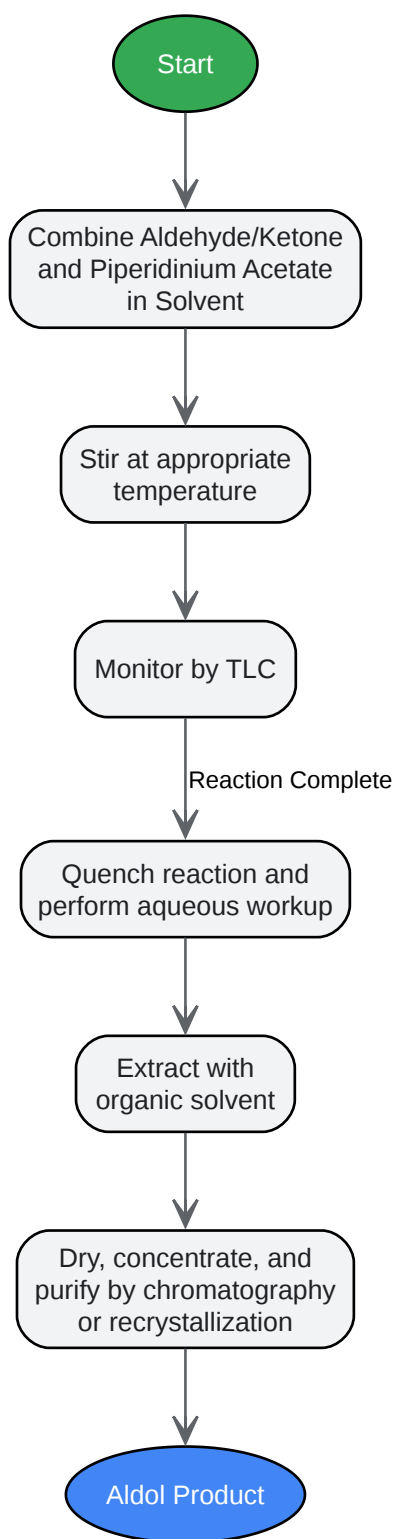 Start
Combine Aldehyde/Ketone
and Piperidinium Acetate
in Solvent
Stir at appropriate
temperature
Monitor by TLC
Reaction Complete
Quench reaction and
perform aqueous workup
Extract with
organic solvent
Dry, concentrate, and
purify by chromatography
or recrystallization
Aldol Product